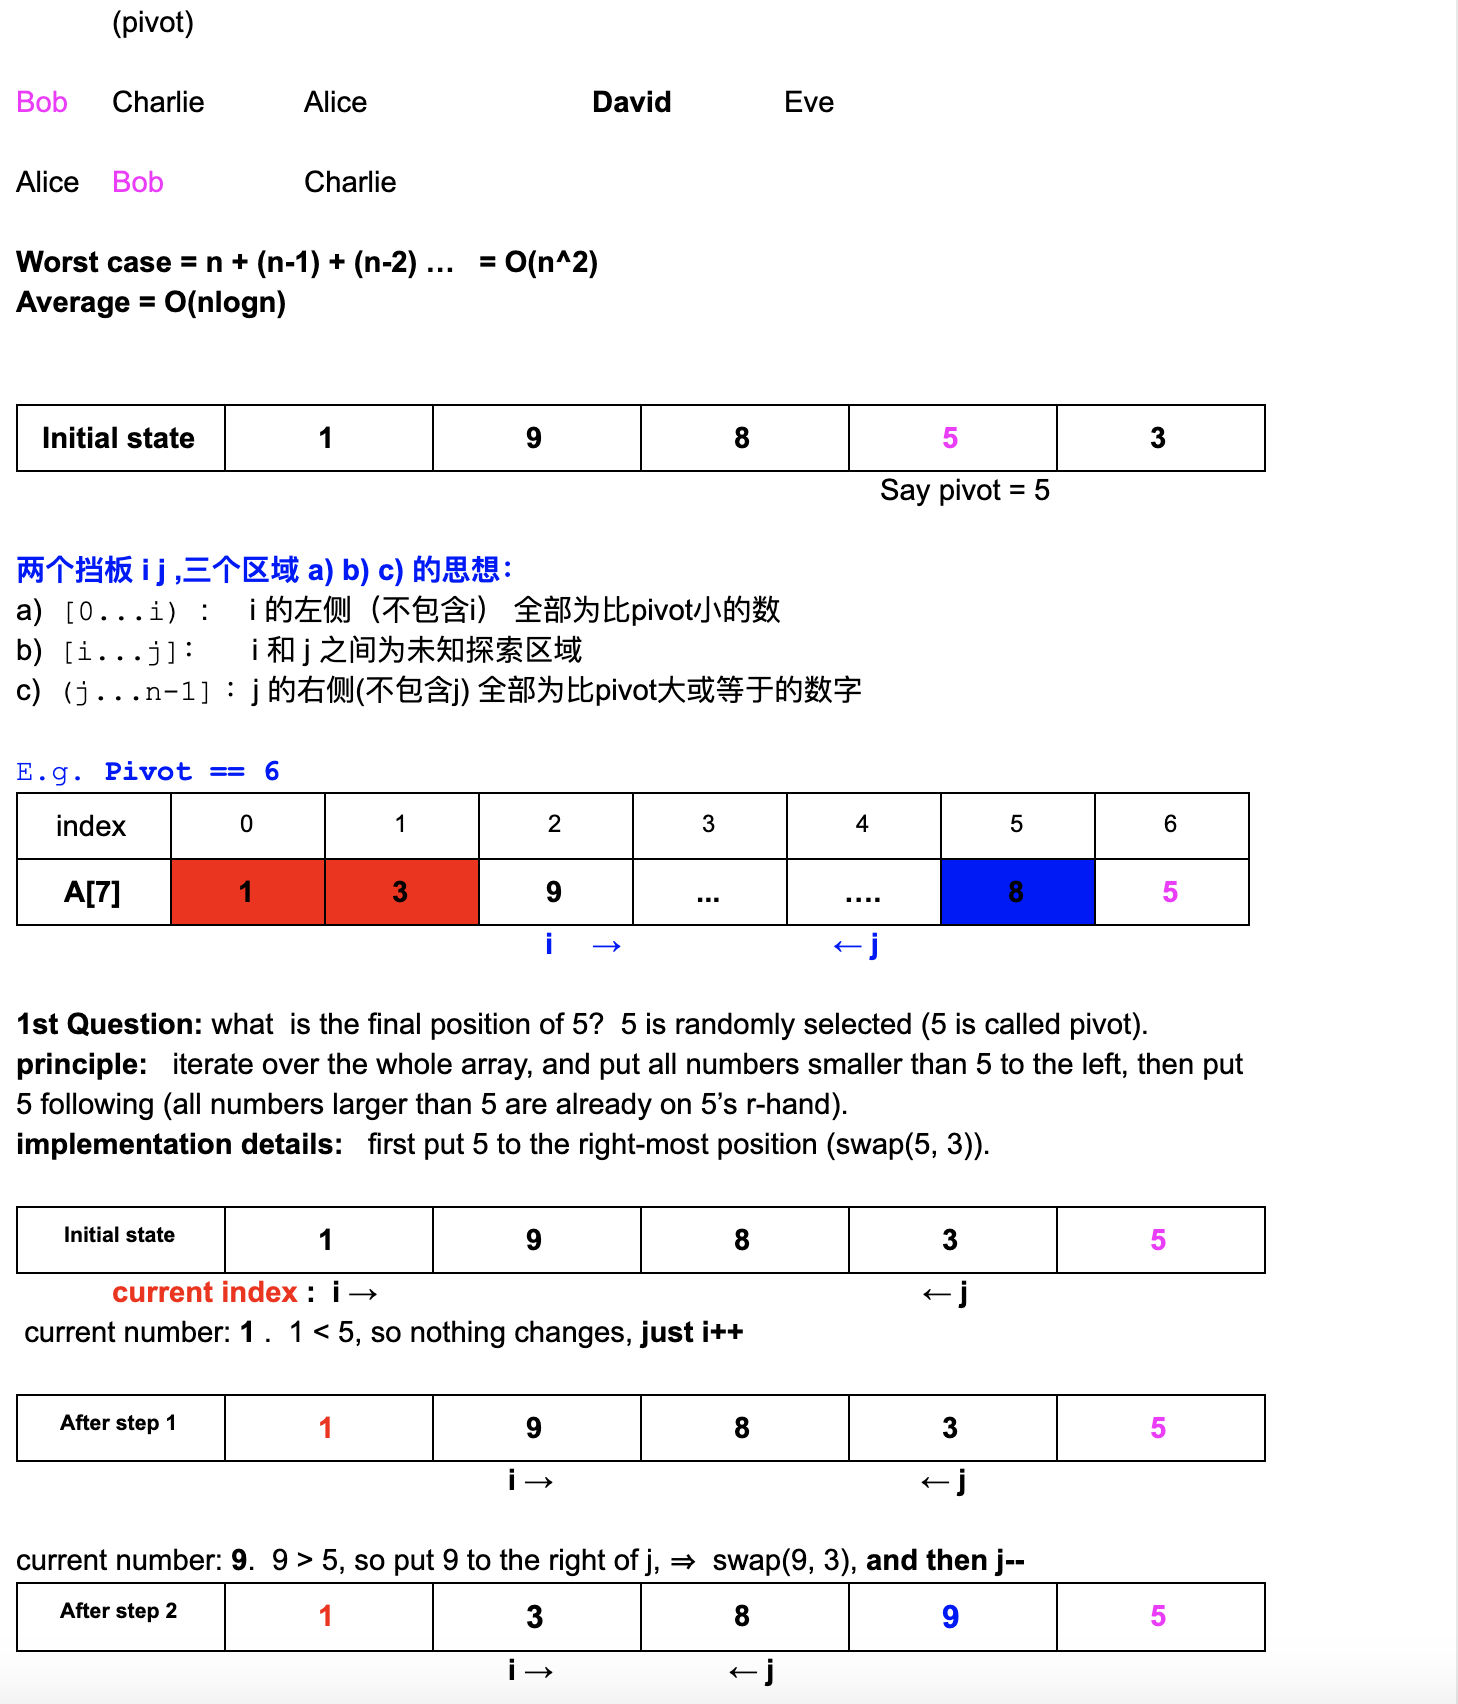 (pivot)
Bob Charlie Alice David Eve
Alice Bob Charlie
Worst case = n + (n-1) + (n-2) ... = O(n^2)
Average = O(nlogn)
Initial state 1 9 8 5 3
Say pivot = 5
两个挡板 i j ,三个区域 a) b) c) 的思想：
a) [0...i) : i 的左侧（不包含i） 全部为比pivot小的数
b) [i...j]: i 和 j 之间为未知探索区域
c) (j...n-1] : j 的右侧(不包含j) 全部为比pivot大或等于的数字
E.g. Pivot == 6
index 0 1 2 3 4 5 6
A[7] 1 3 9 ... .... 8 5
i → ← j
1st Question: what is the final position of 5? 5 is randomly selected (5 is called pivot).
principle: iterate over the whole array, and put all numbers smaller than 5 to the left, then put
5 following (all numbers larger than 5 are already on 5’s r-hand).
implementation details: first put 5 to the right-most position (swap(5, 3)).
Initial state 1 9 8 3 5
current index : i → ← j
current number: 1 . 1 < 5, so nothing changes, just i++
After step 1 1 9 8 3 5
i → ← j
current number: 9. 9 > 5, so put 9 to the right of j, ⇒ swap(9, 3), and then j--
After step 2 1 3 8 9 5
i → ← j